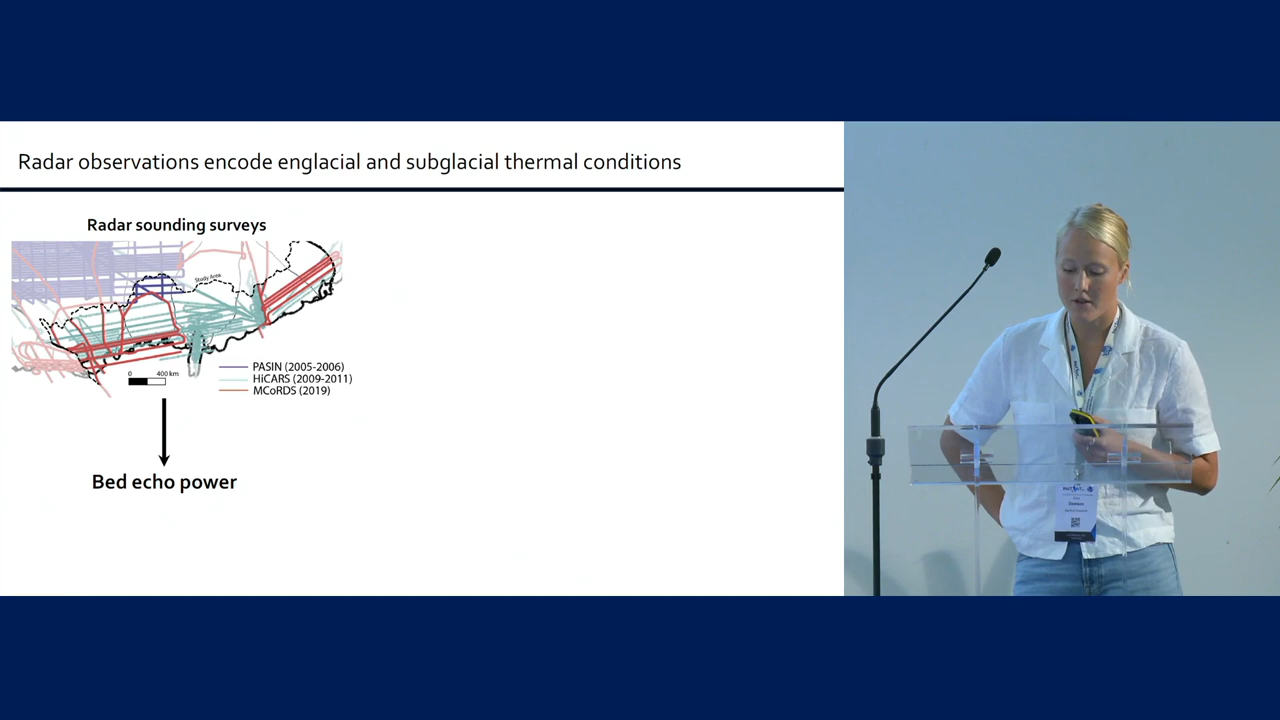 Radar observations encode englacial and subglacial thermal conditions
Radar sounding surveys
Study Area
0 400 km
PASIN (2005-2006)
HiCARS (2009-2011)
MCoRDS (2019)
Bed echo power